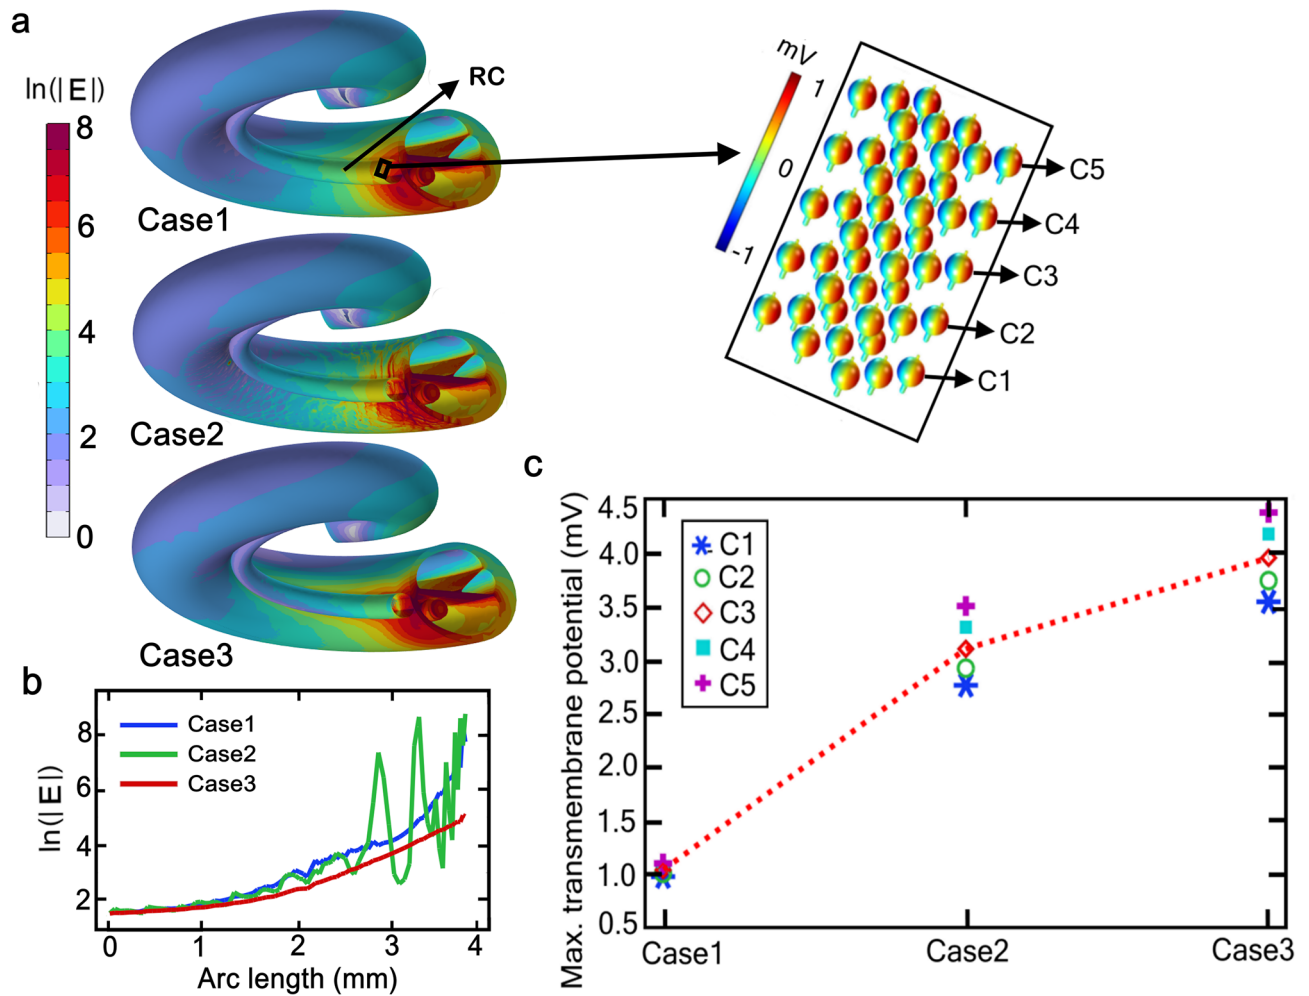 a
ln(|E|)
8
6
4
2
0
RC
Case1
Case2
Case3
mV
1
0
-1
C5
C4
C3
C2
C1
b
Case1
Case2
Case3
ln(|E|)
8
6
4
2
0
1
2
3
4
Arc length (mm)
c
Max. transmembrane potential (mV)
4.5
4.0
3.5
3.0
2.5
2.0
1.5
1.0
0.5
C1
C2
C3
C4
C5
Case1
Case2
Case3